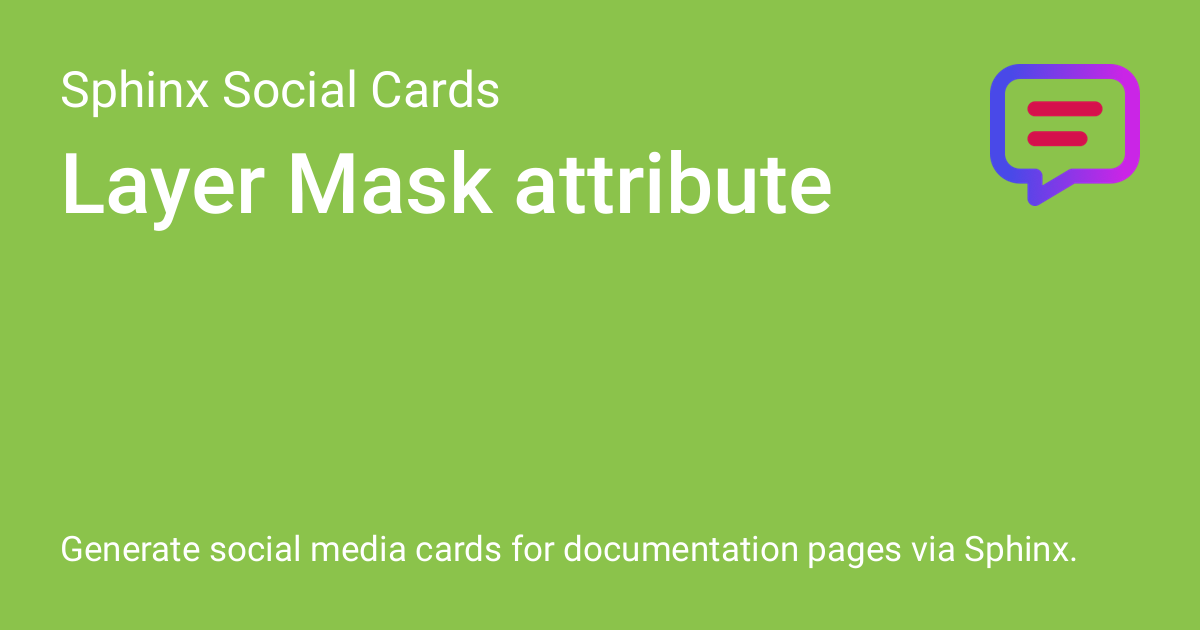 Sphinx Social Cards
Layer Mask attribute
Generate social media cards for documentation pages via Sphinx.